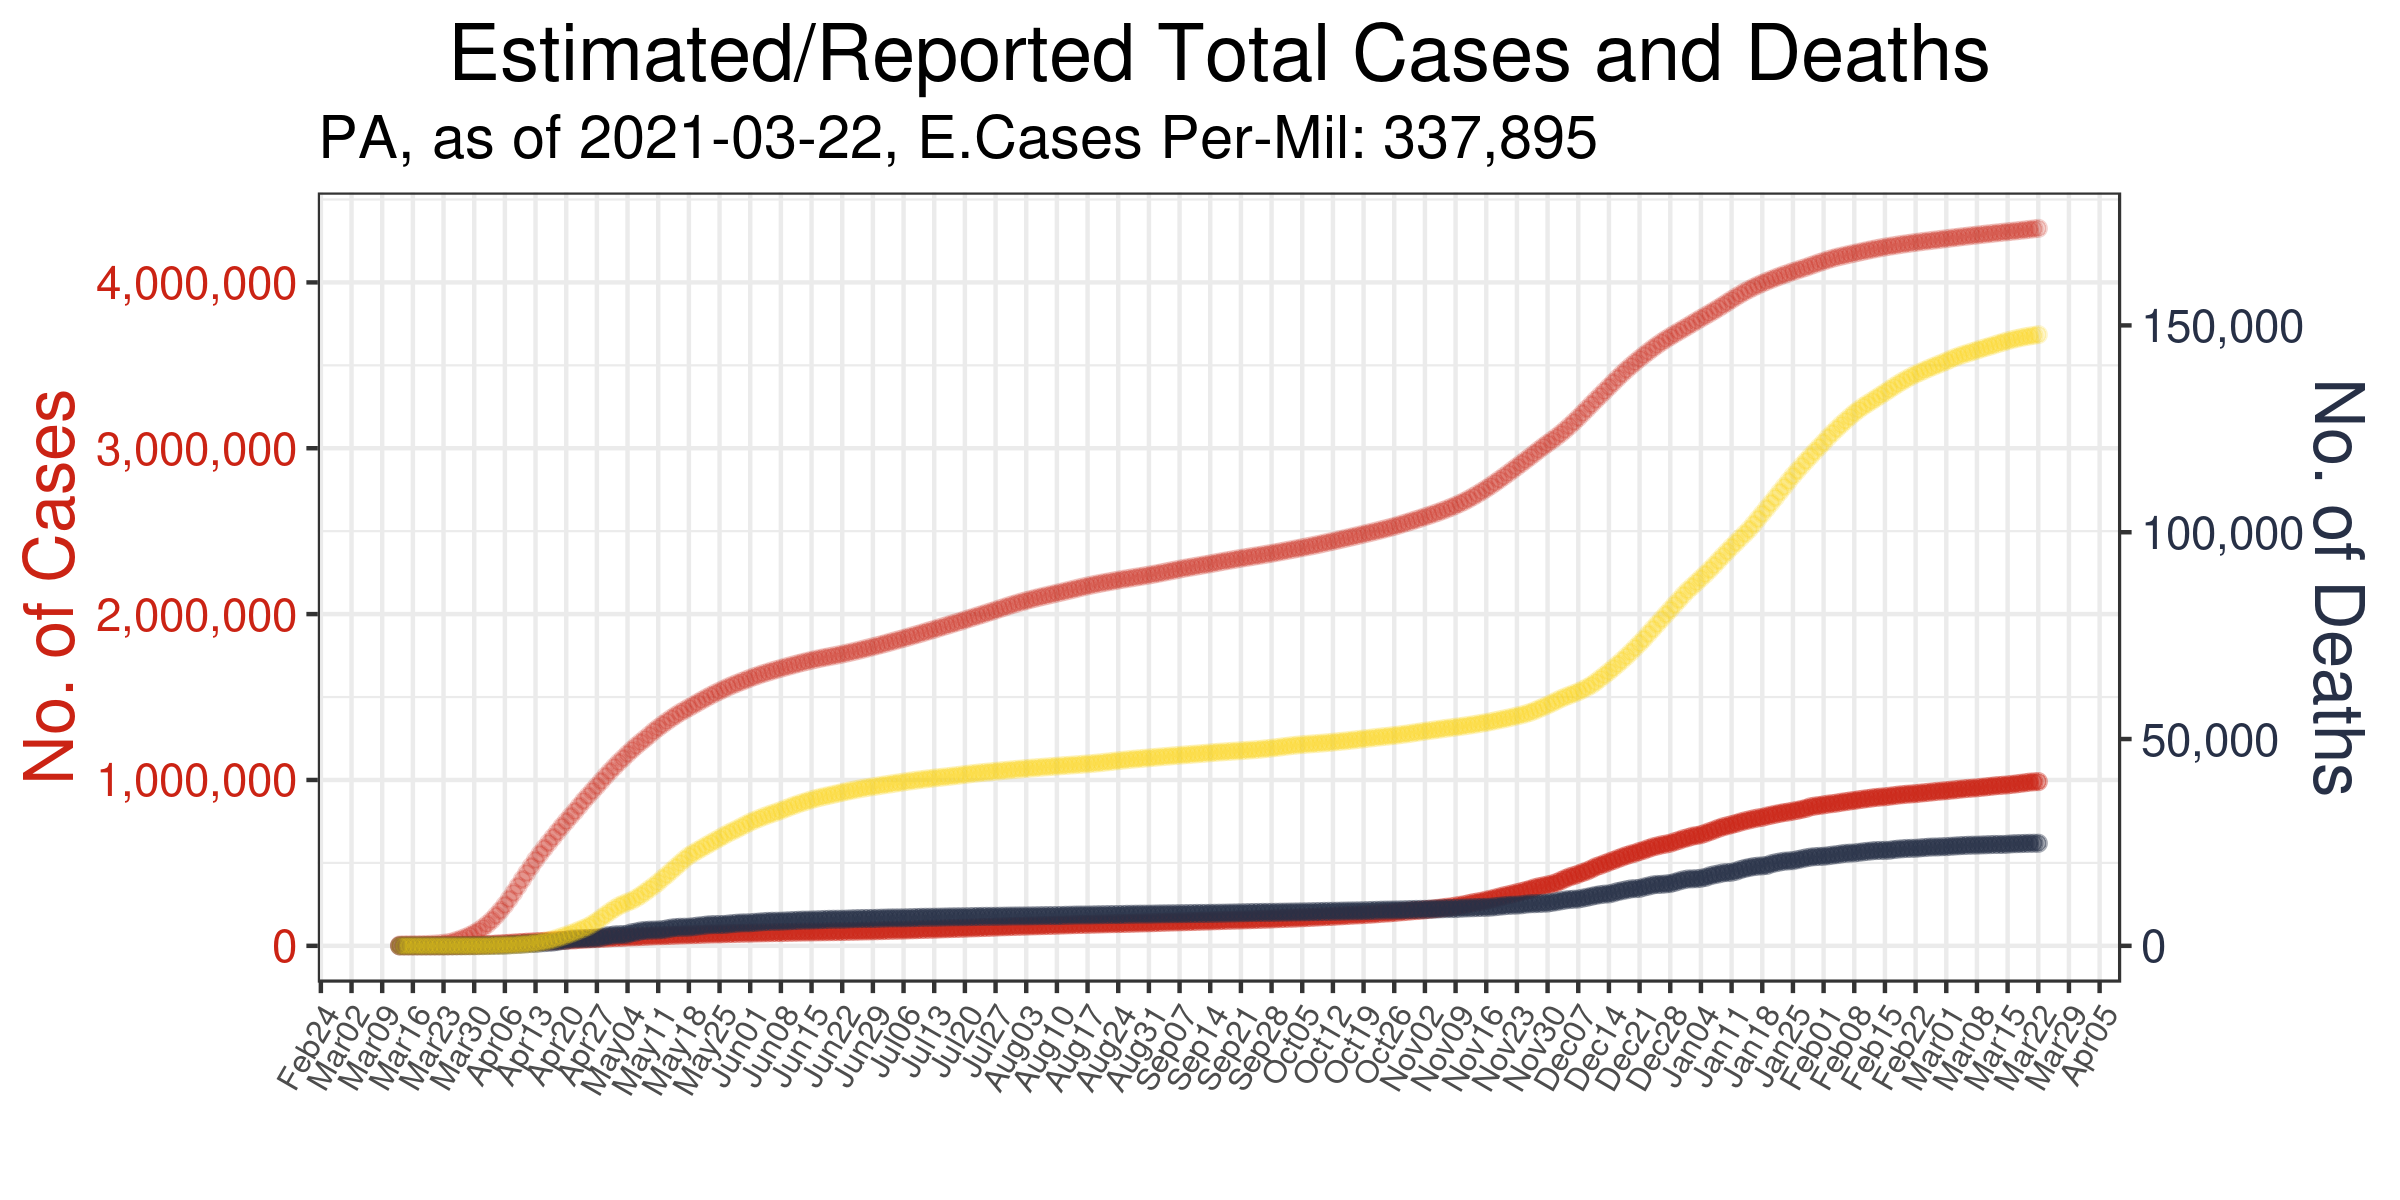 Estimated/Reported Total Cases and Deaths
PA, as of 2021-03-22, E.Cases Per-Mil: 337,895
No. of Cases
4,000,000
3,000,000
2,000,000
1,000,000
0
150,000
100,000
50,000
0
No. of Deaths
Feb24
Mar02
Mar09
Mar16
Mar23
Mar30
Apr06
Apr13
Apr20
Apr27
May04
May11
May18
May25
Jun01
Jun08
Jun15
Jun22
Jun29
Jul06
Jul13
Jul20
Jul27
Aug03
Aug10
Aug17
Aug24
Aug31
Sep07
Sep14
Sep21
Sep28
Oct05
Oct12
Oct19
Oct26
Nov02
Nov09
Nov16
Nov23
Nov30
Dec07
Dec14
Dec21
Dec28
Jan04
Jan11
Jan18
Jan25
Feb01
Feb08
Feb15
Feb22
Mar01
Mar08
Mar15
Mar22
Mar29
Apr05